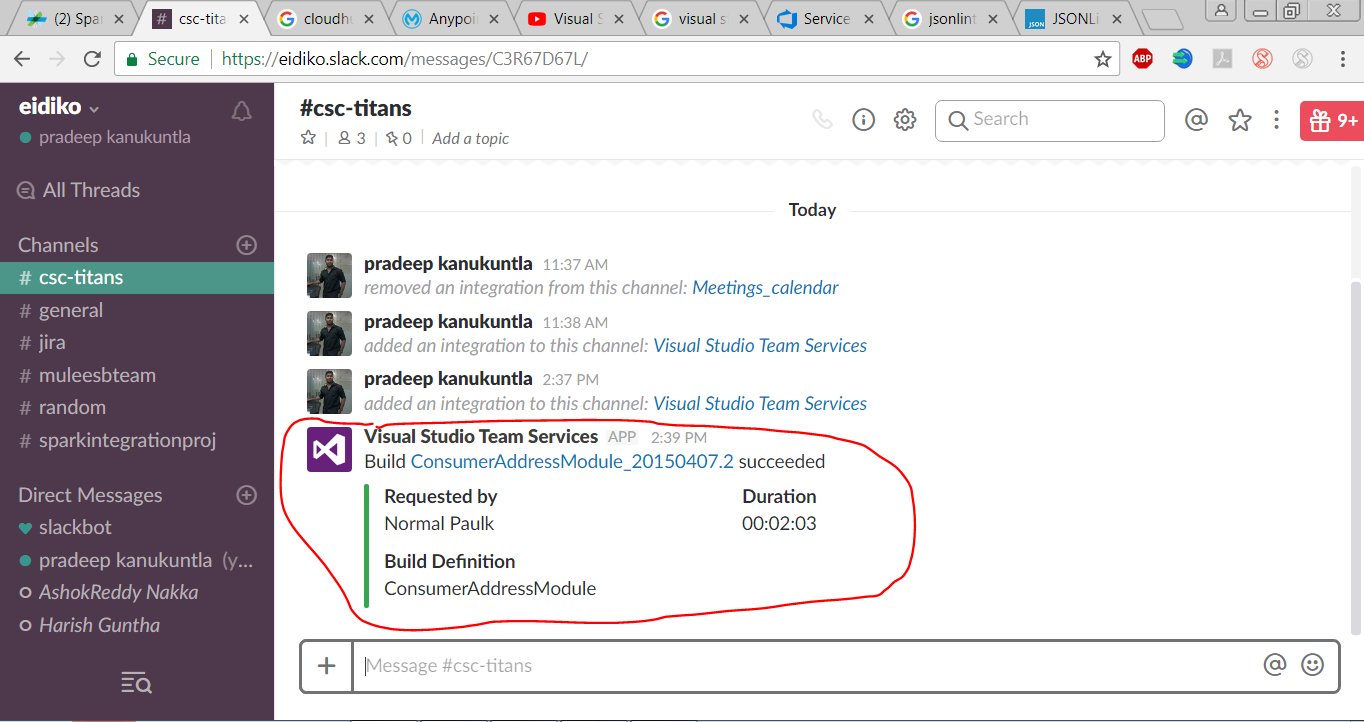 (2) Spa
csc-tita
cloudhu
Anypoin
Visual S
visual s
Service
jsonlint
JSONLi
Secure
https://eidiko.slack.com/messages/C3R67D67L/
ABP
eidiko
pradeep kanukuntla
All Threads
Channels
# csc-titans
# general
# jira
# muleesbteam
# random
# sparkintegrationproj
Direct Messages
slackbot
pradeep kanukuntla (y...
AshokReddy Nakka
Harish Guntha
#csc-titans
3 | 0 | Add a topic
Search
9+
Today
pradeep kanukuntla 11:37 AM
removed an integration from this channel: Meetings_calendar
pradeep kanukuntla 11:38 AM
added an integration to this channel: Visual Studio Team Services
pradeep kanukuntla 2:37 PM
added an integration to this channel: Visual Studio Team Services
Visual Studio Team Services APP 2:39 PM
Build ConsumerAddressModule_20150407.2 succeeded
Requested by Duration
Normal Paulk 00:02:03
Build Definition
ConsumerAddressModule
Message #csc-titans